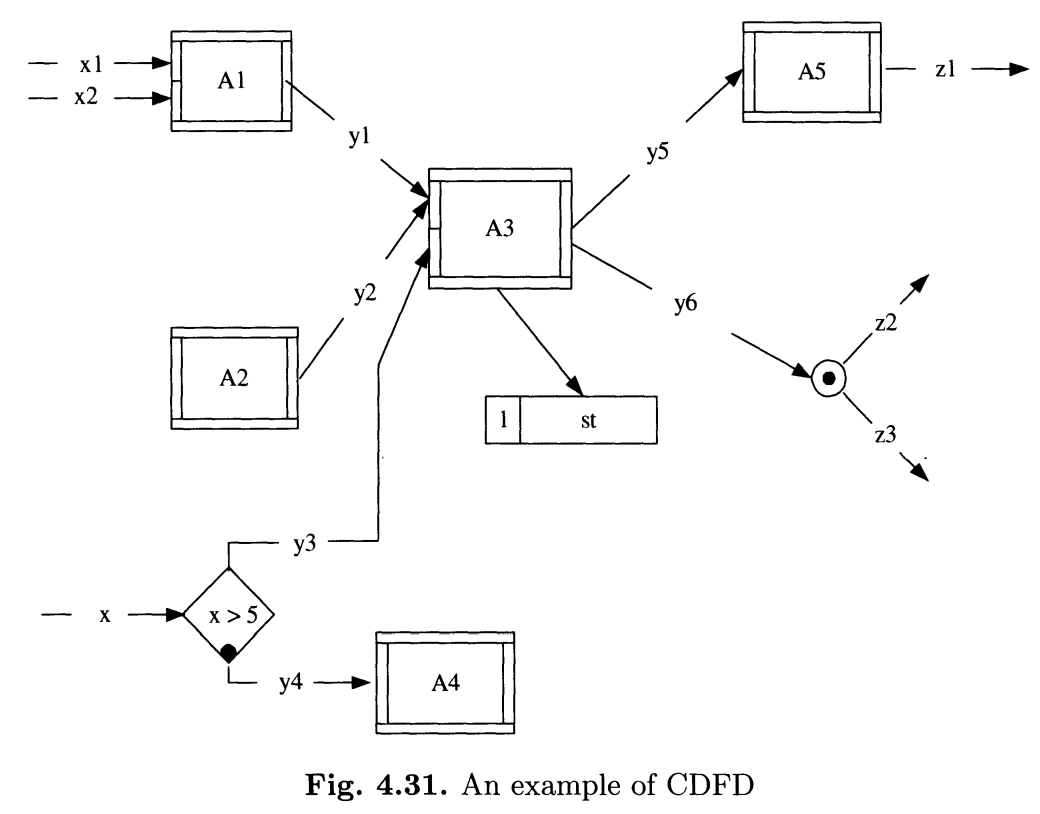 x1
x2
A1
y1
A5
z1
y5
A3
y2
y6
z2
A2
1 st
z3
y3
x
x > 5
y4
A4
Fig. 4.31. An example of CDFD